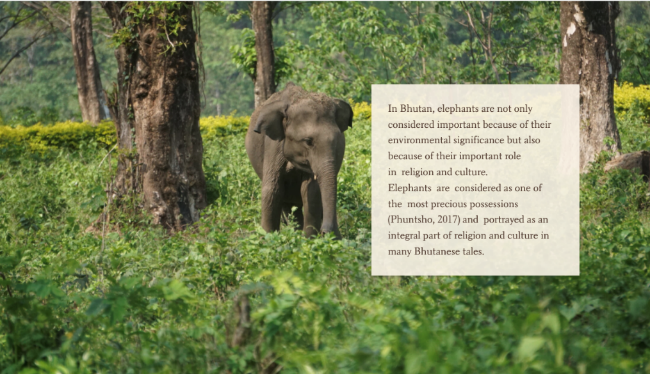 In Bhutan, elephants are not only
considered important because of their
environmental significance but also
because of their important role
in religion and culture.
Elephants are considered as one of
the most precious possessions
(Phuntsho, 2017) and portrayed as an
integral part of religion and culture in
many Bhutanese tales.